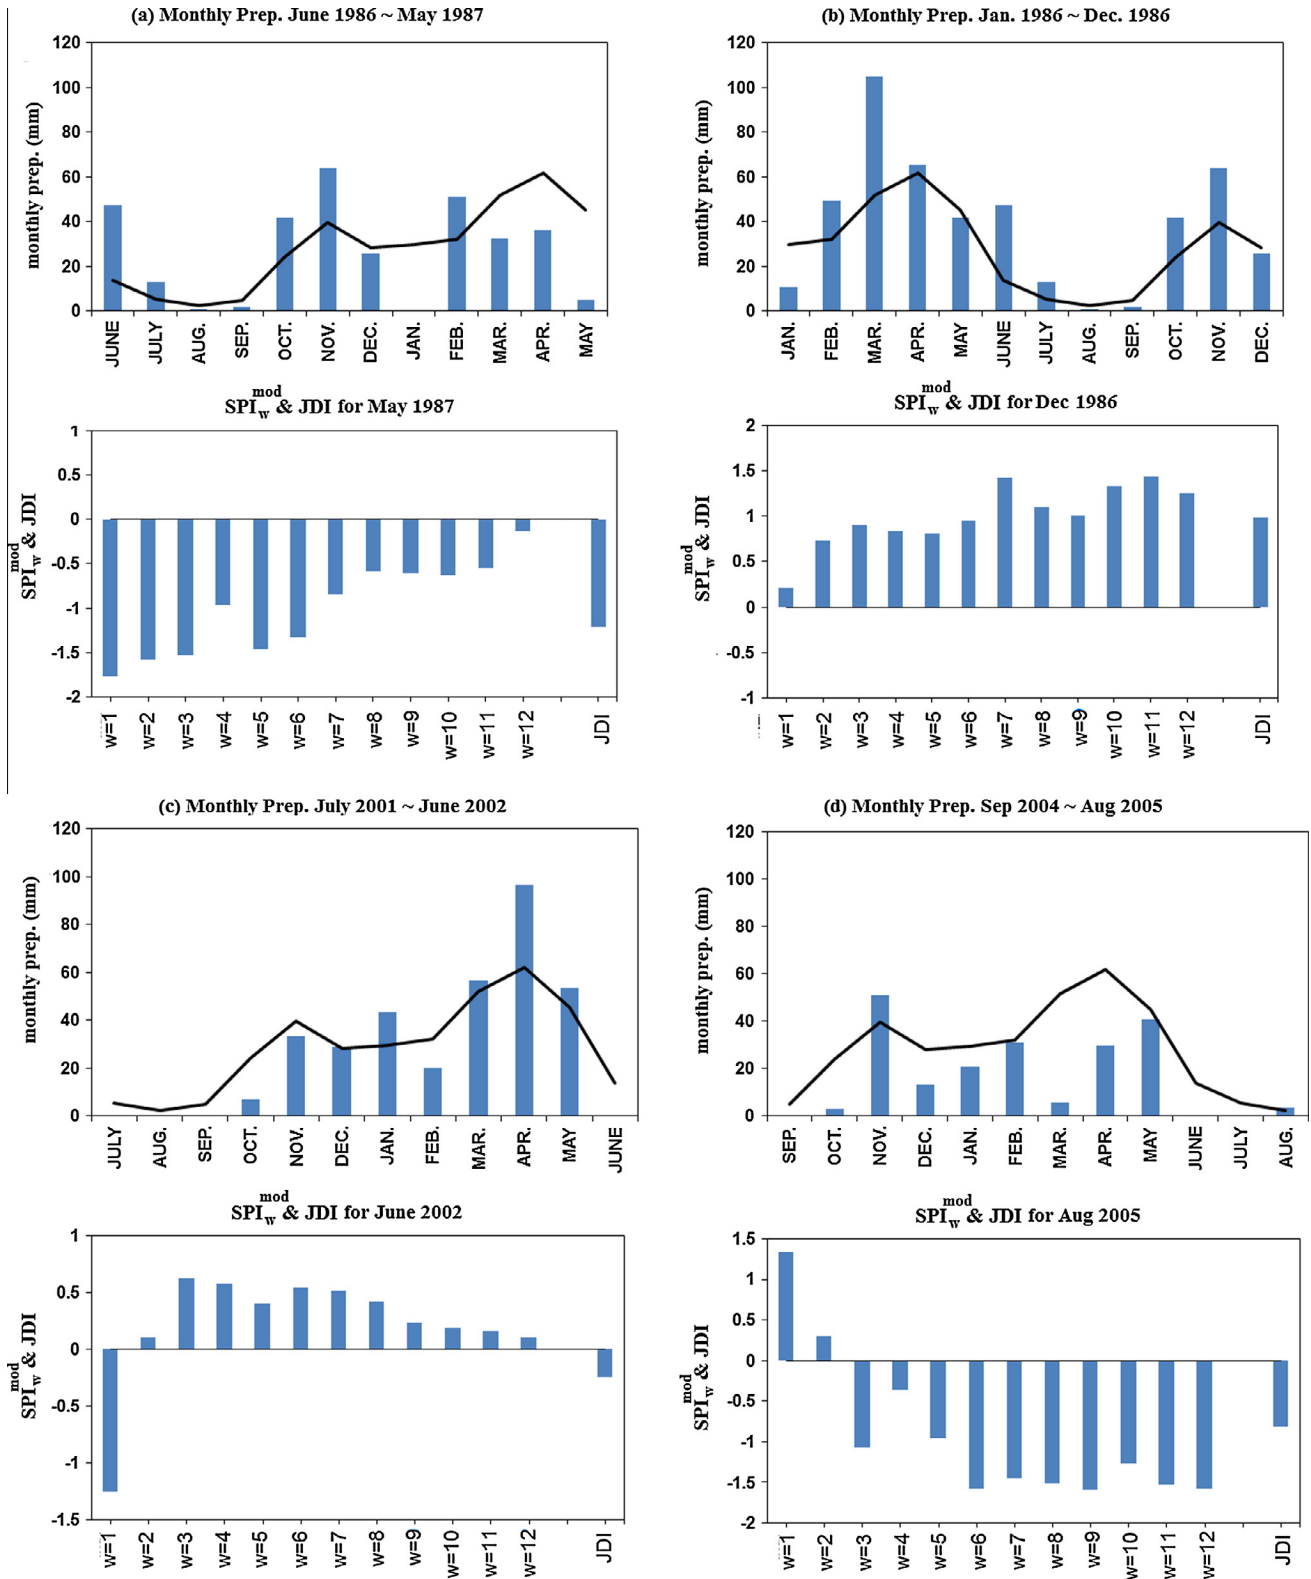 (a) Monthly Prep. June 1986 ~ May 1987
monthly prep. (mm)
120
100
80
60
40
20
0
JUNE JULY AUG. SEP. OCT. NOV. DEC. JAN. FEB. MAR. APR. MAY
SPI_w^mod & JDI for May 1987
SPI_w^mod & JDI
1
0.5
0
-0.5
-1
-1.5
-2
w=1 w=2 w=3 w=4 w=5 w=6 w=7 w=8 w=9 w=10 w=11 w=12 JDI
(b) Monthly Prep. Jan. 1986 ~ Dec. 1986
monthly prep. (mm)
120
100
80
60
40
20
0
JAN. FEB. MAR. APR. MAY JUNE JULY AUG. SEP. OCT. NOV. DEC.
SPI_w^mod & JDI for Dec 1986
SPI_w^mod & JDI
2
1.5
1
0.5
0
-0.5
-1
w=1 w=2 w=3 w=4 w=5 w=6 w=7 w=8 w=9 w=10 w=11 w=12 JDI
(c) Monthly Prep. July 2001 ~ June 2002
monthly prep. (mm)
120
100
80
60
40
20
0
JULY AUG. SEP. OCT. NOV. DEC. JAN. FEB. MAR. APR. MAY JUNE
SPI_w^mod & JDI for June 2002
SPI_w^mod & JDI
1
0.5
0
-0.5
-1
-1.5
w=1 w=2 w=3 w=4 w=5 w=6 w=7 w=8 w=9 w=10 w=11 w=12 JDI
(d) Monthly Prep. Sep 2004 ~ Aug 2005
monthly prep. (mm)
120
100
80
60
40
20
0
SEP. OCT. NOV. DEC. JAN. FEB. MAR. APR. MAY JUNE JULY AUG.
SPI_w^mod & JDI for Aug 2005
SPI_w^mod & JDI
1.5
1
0.5
0
-0.5
-1
-1.5
-2
w=1 w=2 w=3 w=4 w=5 w=6 w=7 w=8 w=9 w=10 w=11 w=12 JDI